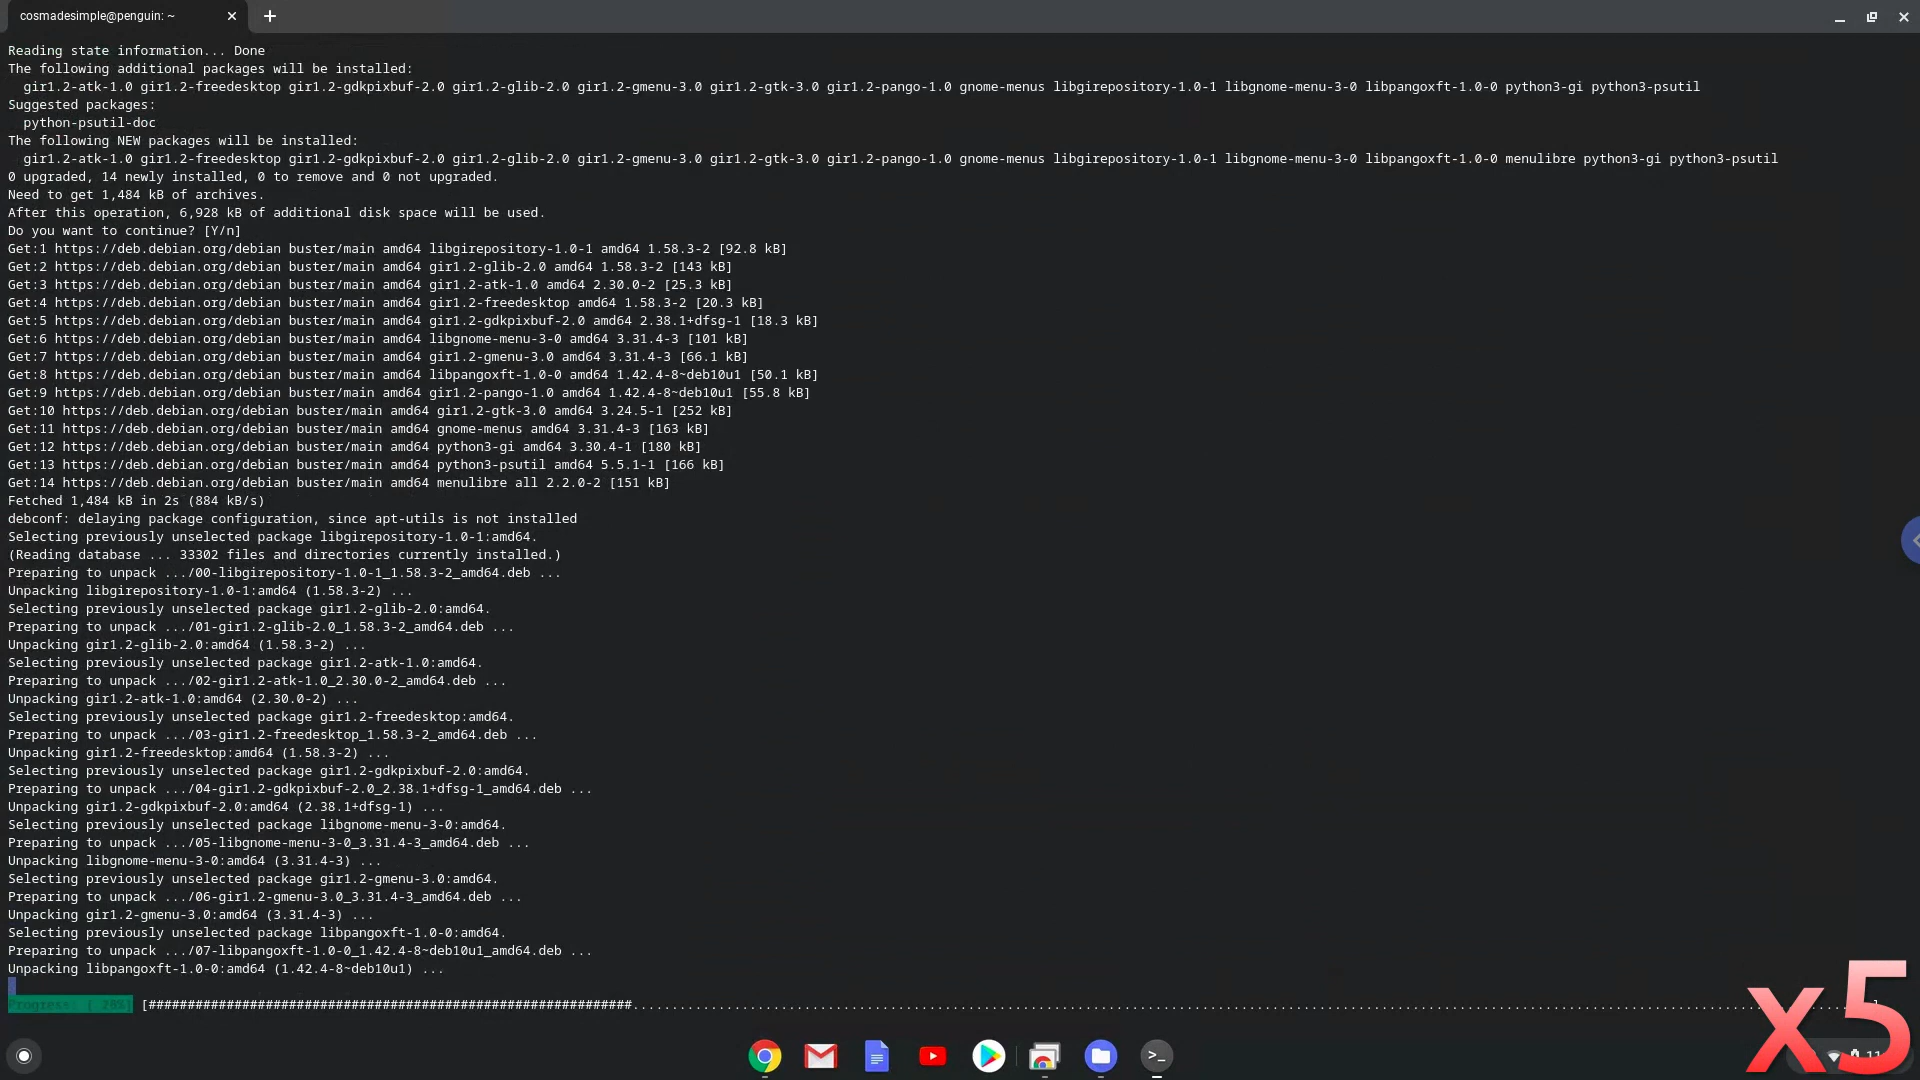 cosmadesimple@penguin: ~
Reading state information... Done
The following additional packages will be installed:
  gir1.2-atk-1.0 gir1.2-freedesktop gir1.2-gdkpixbuf-2.0 gir1.2-glib-2.0 gir1.2-gmenu-3.0 gir1.2-gtk-3.0 gir1.2-pango-1.0 gnome-menus libgirepository-1.0-1 libgnome-menu-3-0 libpangoxft-1.0-0 python3-gi python3-psutil
Suggested packages:
  python-psutil-doc
The following NEW packages will be installed:
  gir1.2-atk-1.0 gir1.2-freedesktop gir1.2-gdkpixbuf-2.0 gir1.2-glib-2.0 gir1.2-gmenu-3.0 gir1.2-gtk-3.0 gir1.2-pango-1.0 gnome-menus libgirepository-1.0-1 libgnome-menu-3-0 libpangoxft-1.0-0 menulibre python3-gi python3-psutil
0 upgraded, 14 newly installed, 0 to remove and 0 not upgraded.
Need to get 1,484 kB of archives.
After this operation, 6,928 kB of additional disk space will be used.
Do you want to continue? [Y/n]
Get:1 https://deb.debian.org/debian buster/main amd64 libgirepository-1.0-1 amd64 1.58.3-2 [92.8 kB]
Get:2 https://deb.debian.org/debian buster/main amd64 gir1.2-glib-2.0 amd64 1.58.3-2 [143 kB]
Get:3 https://deb.debian.org/debian buster/main amd64 gir1.2-atk-1.0 amd64 2.30.0-2 [25.3 kB]
Get:4 https://deb.debian.org/debian buster/main amd64 gir1.2-freedesktop amd64 1.58.3-2 [20.3 kB]
Get:5 https://deb.debian.org/debian buster/main amd64 gir1.2-gdkpixbuf-2.0 amd64 2.38.1+dfsg-1 [18.3 kB]
Get:6 https://deb.debian.org/debian buster/main amd64 libgnome-menu-3-0 amd64 3.31.4-3 [101 kB]
Get:7 https://deb.debian.org/debian buster/main amd64 gir1.2-gmenu-3.0 amd64 3.31.4-3 [66.1 kB]
Get:8 https://deb.debian.org/debian buster/main amd64 libpangoxft-1.0-0 amd64 1.42.4-8~deb10u1 [50.1 kB]
Get:9 https://deb.debian.org/debian buster/main amd64 gir1.2-pango-1.0 amd64 1.42.4-8~deb10u1 [55.8 kB]
Get:10 https://deb.debian.org/debian buster/main amd64 gir1.2-gtk-3.0 amd64 3.24.5-1 [252 kB]
Get:11 https://deb.debian.org/debian buster/main amd64 gnome-menus amd64 3.31.4-3 [163 kB]
Get:12 https://deb.debian.org/debian buster/main amd64 python3-gi amd64 3.30.4-1 [180 kB]
Get:13 https://deb.debian.org/debian buster/main amd64 python3-psutil amd64 5.5.1-1 [166 kB]
Get:14 https://deb.debian.org/debian buster/main amd64 menulibre all 2.2.0-2 [151 kB]
Fetched 1,484 kB in 2s (884 kB/s)
debconf: delaying package configuration, since apt-utils is not installed
Selecting previously unselected package libgirepository-1.0-1:amd64.
(Reading database ... 33302 files and directories currently installed.)
Preparing to unpack .../00-libgirepository-1.0-1_1.58.3-2_amd64.deb ...
Unpacking libgirepository-1.0-1:amd64 (1.58.3-2) ...
Selecting previously unselected package gir1.2-glib-2.0:amd64.
Preparing to unpack .../01-gir1.2-glib-2.0_1.58.3-2_amd64.deb ...
Unpacking gir1.2-glib-2.0:amd64 (1.58.3-2) ...
Selecting previously unselected package gir1.2-atk-1.0:amd64.
Preparing to unpack .../02-gir1.2-atk-1.0_2.30.0-2_amd64.deb ...
Unpacking gir1.2-atk-1.0:amd64 (2.30.0-2) ...
Selecting previously unselected package gir1.2-freedesktop:amd64.
Preparing to unpack .../03-gir1.2-freedesktop_1.58.3-2_amd64.deb ...
Unpacking gir1.2-freedesktop:amd64 (1.58.3-2) ...
Selecting previously unselected package gir1.2-gdkpixbuf-2.0:amd64.
Preparing to unpack .../04-gir1.2-gdkpixbuf-2.0_2.38.1+dfsg-1_amd64.deb ...
Unpacking gir1.2-gdkpixbuf-2.0:amd64 (2.38.1+dfsg-1) ...
Selecting previously unselected package libgnome-menu-3-0:amd64.
Preparing to unpack .../05-libgnome-menu-3-0_3.31.4-3_amd64.deb ...
Unpacking libgnome-menu-3-0:amd64 (3.31.4-3) ...
Selecting previously unselected package gir1.2-gmenu-3.0:amd64.
Preparing to unpack .../06-gir1.2-gmenu-3.0_3.31.4-3_amd64.deb ...
Unpacking gir1.2-gmenu-3.0:amd64 (3.31.4-3) ...
Selecting previously unselected package libpangoxft-1.0-0:amd64.
Preparing to unpack .../07-libpangoxft-1.0-0_1.42.4-8~deb10u1_amd64.deb ...
Unpacking libpangoxft-1.0-0:amd64 (1.42.4-8~deb10u1) ...
Progress: [ 28%]
x5